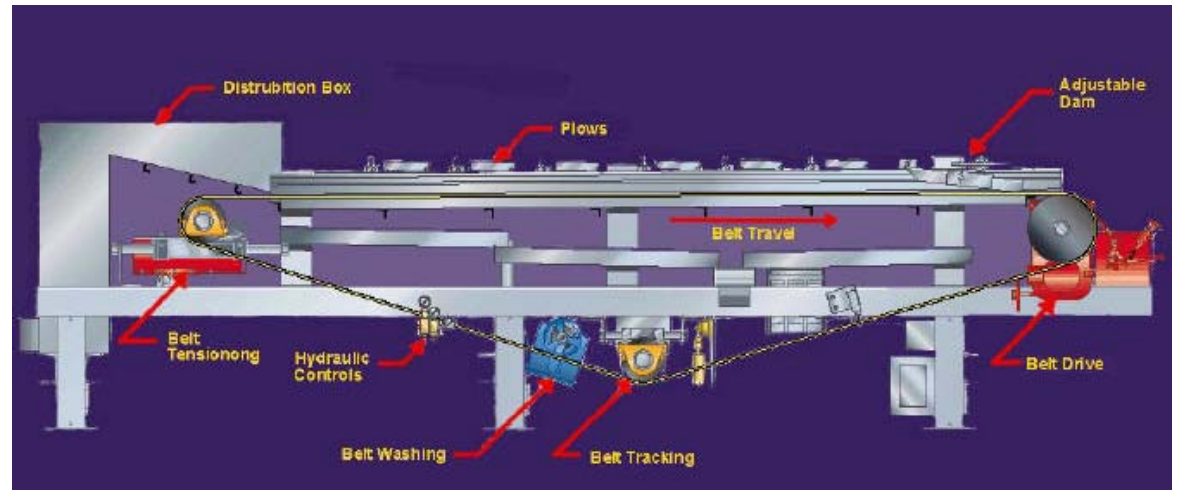 Distrubition Box
Plows
Adjustable
Dam
Belt Travel
Belt
Tensionong
Hydraulic
Controls
Belt Drive
Belt Washing
Belt Tracking